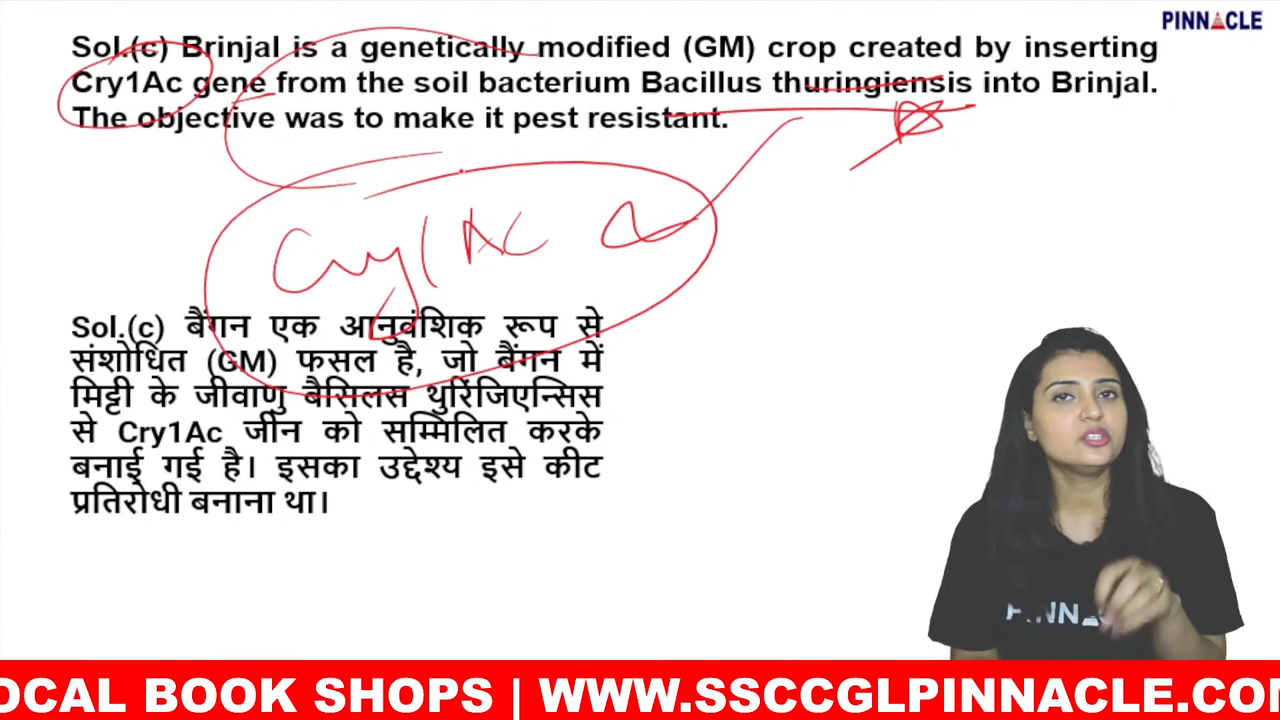 PINNACLE
Sol.(c) Brinjal is a genetically modified (GM) crop created by inserting
Cry1Ac gene from the soil bacterium Bacillus thuringiensis into Brinjal.
The objective was to make it pest resistant.
Cry1Ac
Sol.(c) बैंगन एक आनुवंशिक रूप से
संशोधित (GM) फसल है, जो बैंगन में
मिट्टी के जीवाणु बैसिलस थुरिंजिएन्सिस
से Cry1Ac जीन को सम्मिलित करके
बनाई गई है। इसका उद्देश्य इसे कीट
प्रतिरोधी बनाना था।
OCAL BOOK SHOPS | WWW.SSCCGLPINNACLE.CO